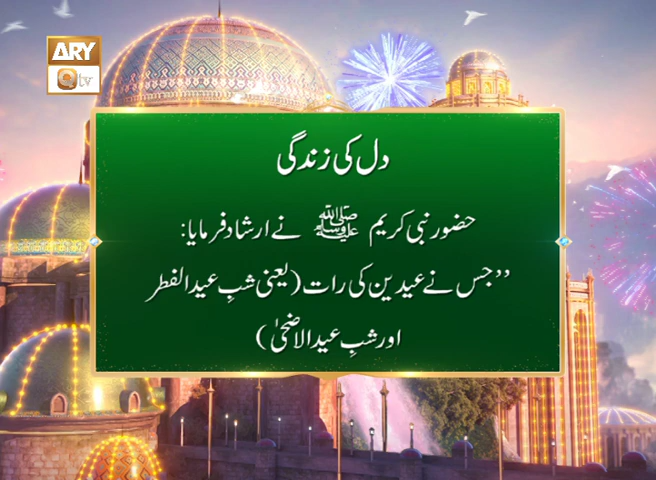 ARY
Qtv
دل کی زندگی
حضور نبی کریم ﷺ نے ارشاد فرمایا:
”جس نے عیدین کی رات (یعنی شبِ عید الفطر
اور شبِ عید الاضحیٰ)